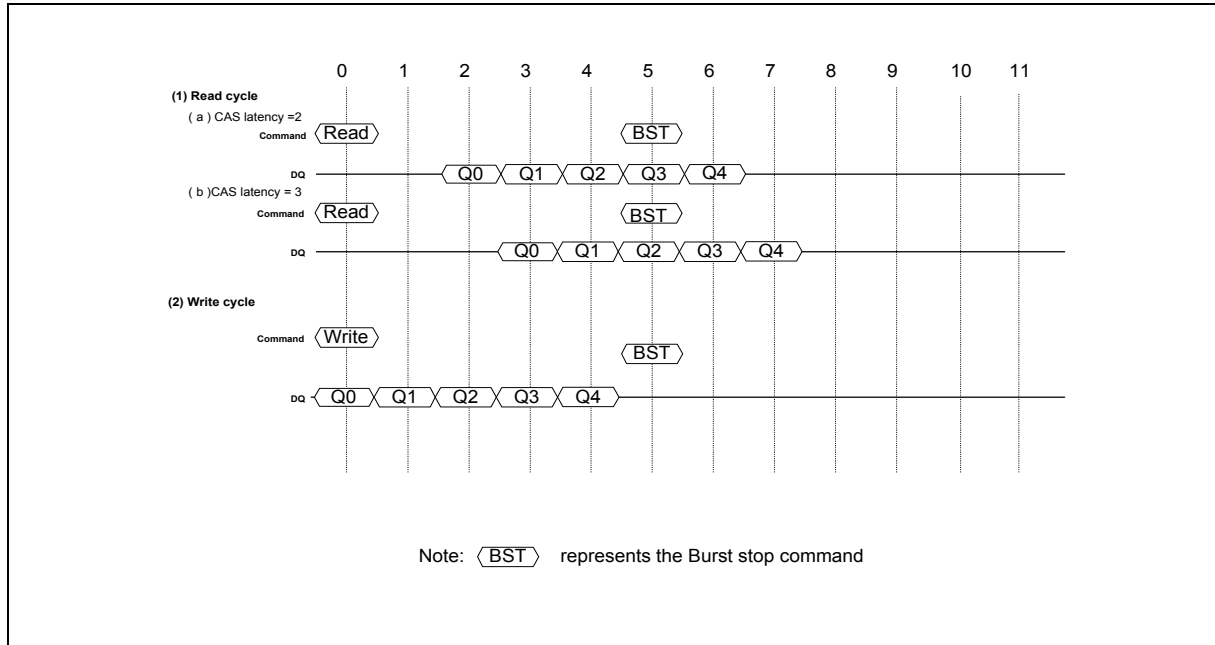 0 1 2 3 4 5 6 7 8 9 10 11
(1) Read cycle
( a ) CAS latency =2
Command Read BST
DQ Q0 Q1 Q2 Q3 Q4
( b )CAS latency = 3
Command Read BST
DQ Q0 Q1 Q2 Q3 Q4
(2) Write cycle
Command Write BST
DQ Q0 Q1 Q2 Q3 Q4
Note: BST represents the Burst stop command